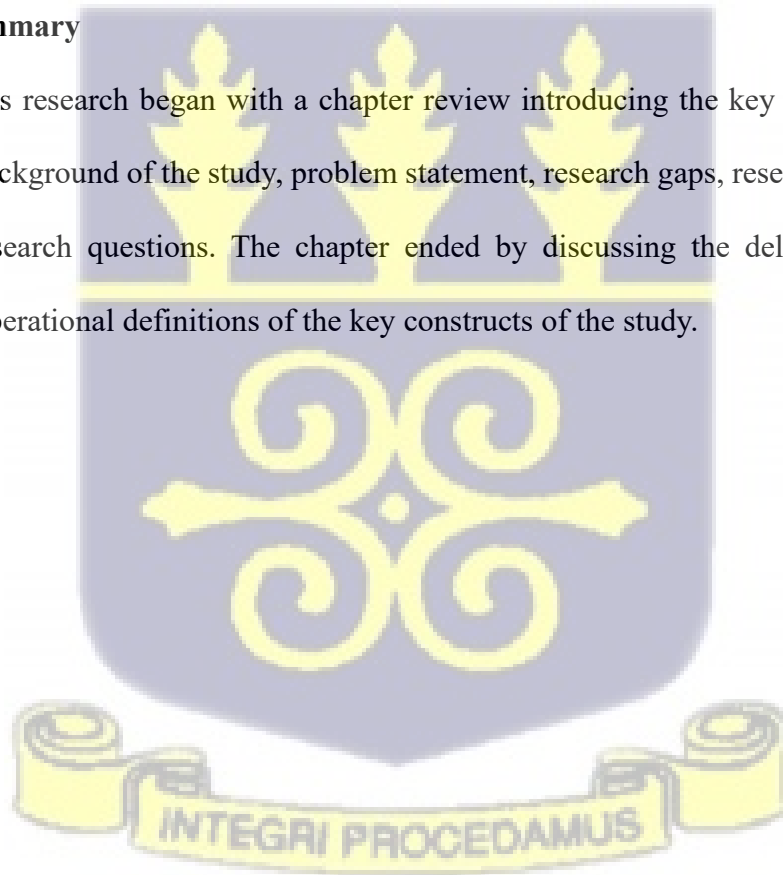 nmary
s research began with a chapter review introducing the key
ckground of the study, problem statement, research gaps, rese
search questions. The chapter ended by discussing the del
perational definitions of the key constructs of the study.
INTEGRI PROCEDAMUS